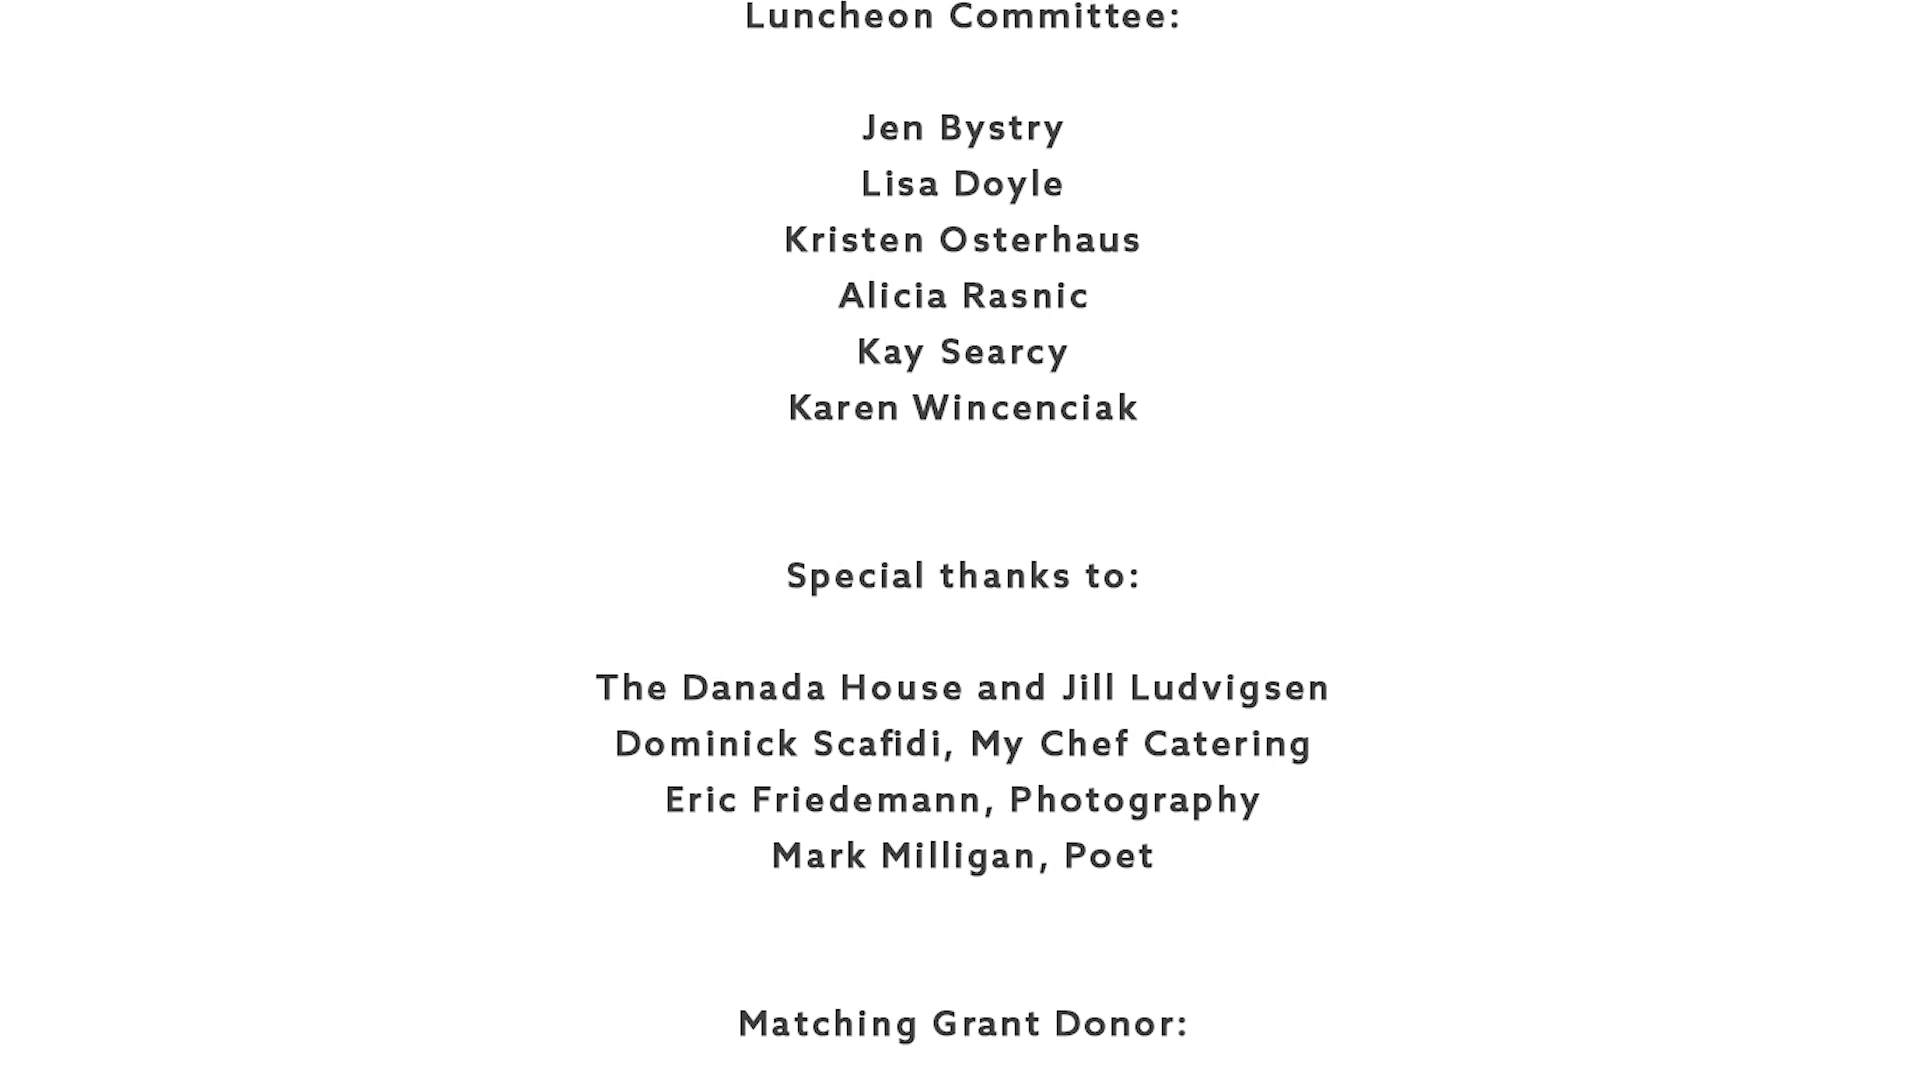 Luncheon Committee:
Jen Bystry
Lisa Doyle
Kristen Osterhaus
Alicia Rasnic
Kay Searcy
Karen Wincenciak
Special thanks to:
The Danada House and Jill Ludvigsen
Dominick Scafidi, My Chef Catering
Eric Friedemann, Photography
Mark Milligan, Poet
Matching Grant Donor: